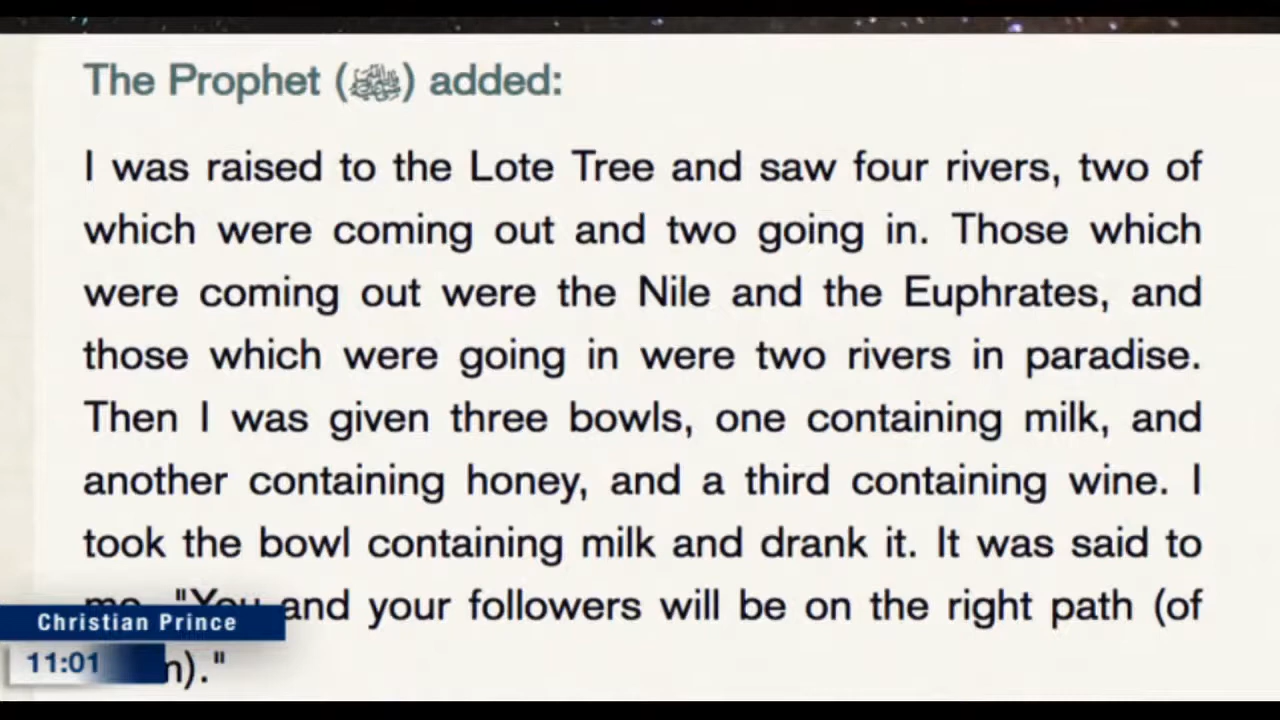 The Prophet (ﷺ) added:
I was raised to the Lote Tree and saw four rivers, two of
which were coming out and two going in. Those which
were coming out were the Nile and the Euphrates, and
those which were going in were two rivers in paradise.
Then I was given three bowls, one containing milk, and
another containing honey, and a third containing wine. I
took the bowl containing milk and drank it. It was said to
me, "You and your followers will be on the right path (of
Christian Prince
11:01